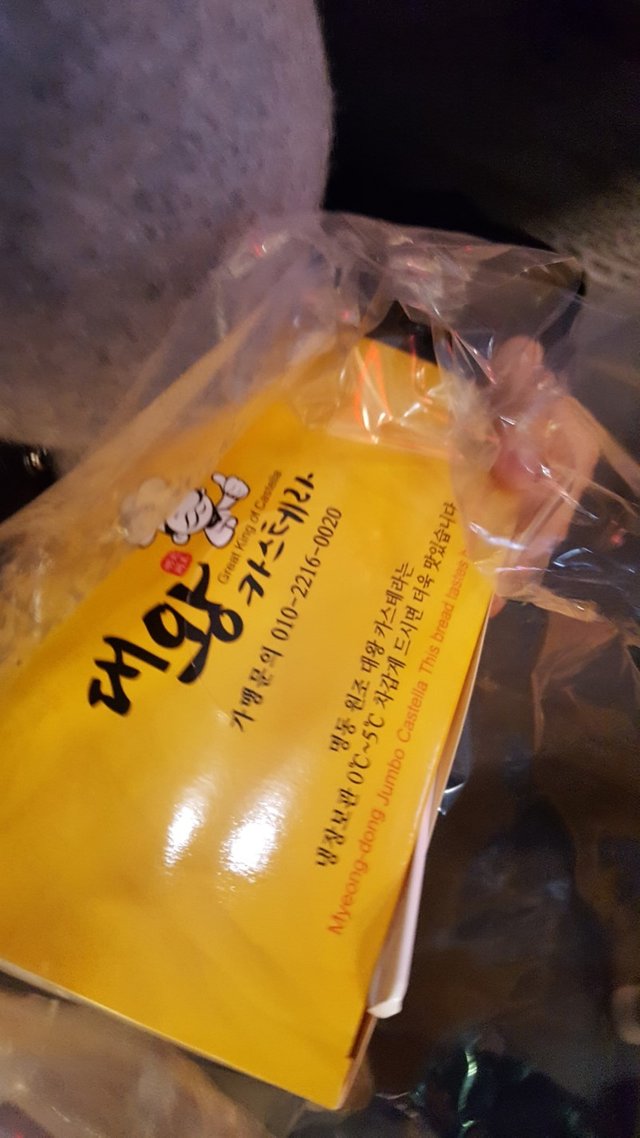 Great King of Castella
대왕 카스테라
가맹문의 010-2216-0020
명동 원조 대왕 카스테라는
냉장보관 0℃~5℃ 차갑게 드시면 더욱 맛있습니다
Myeong-dong Jumbo Castella This bread tastes